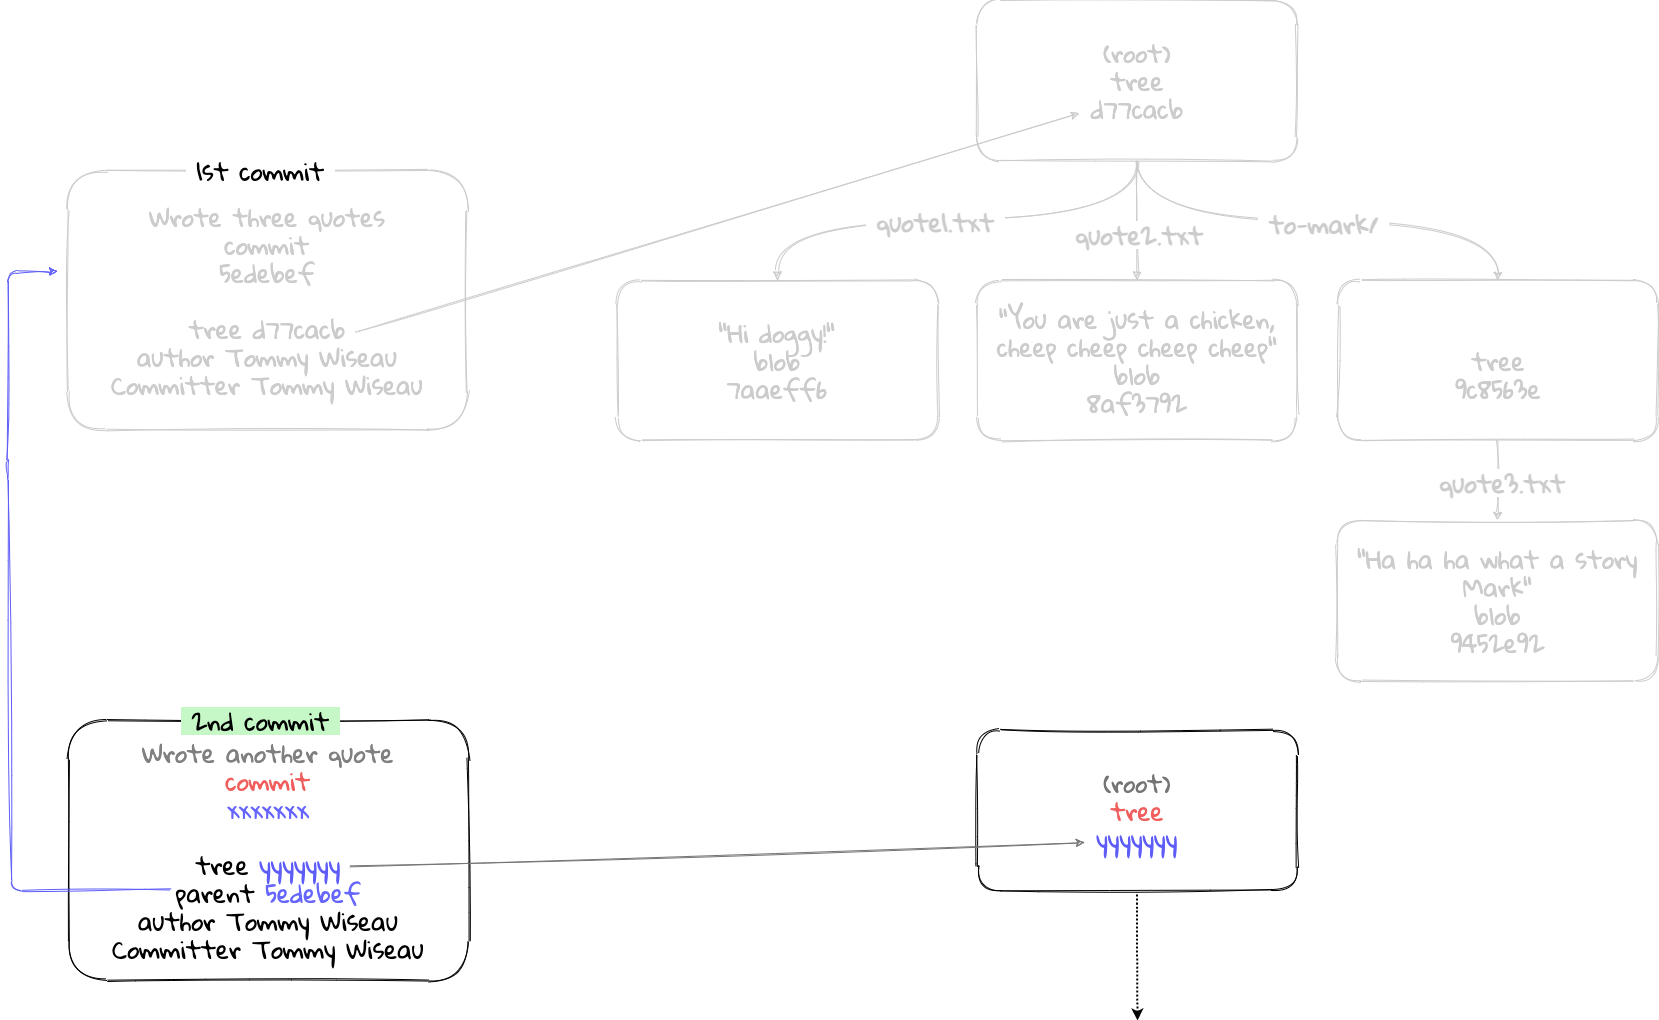 (root)
tree
d77cacb
1st commit
Wrote three quotes
commit
5edebef
tree d77cacb
author Tommy Wiseau
Committer Tommy Wiseau
quote1.txt
quote2.txt
to-mark/
"Hi doggy!"
blob
7aaeff6
"You are just a chicken,
cheep cheep cheep cheep"
blob
8af3792
tree
9c8563e
quote3.txt
"Ha ha ha what a story
Mark"
blob
9452e92
2nd commit
Wrote another quote
commit
xxxxxxx
tree yyyyyyy
parent 5edebef
author Tommy Wiseau
Committer Tommy Wiseau
(root)
tree
yyyyyyy